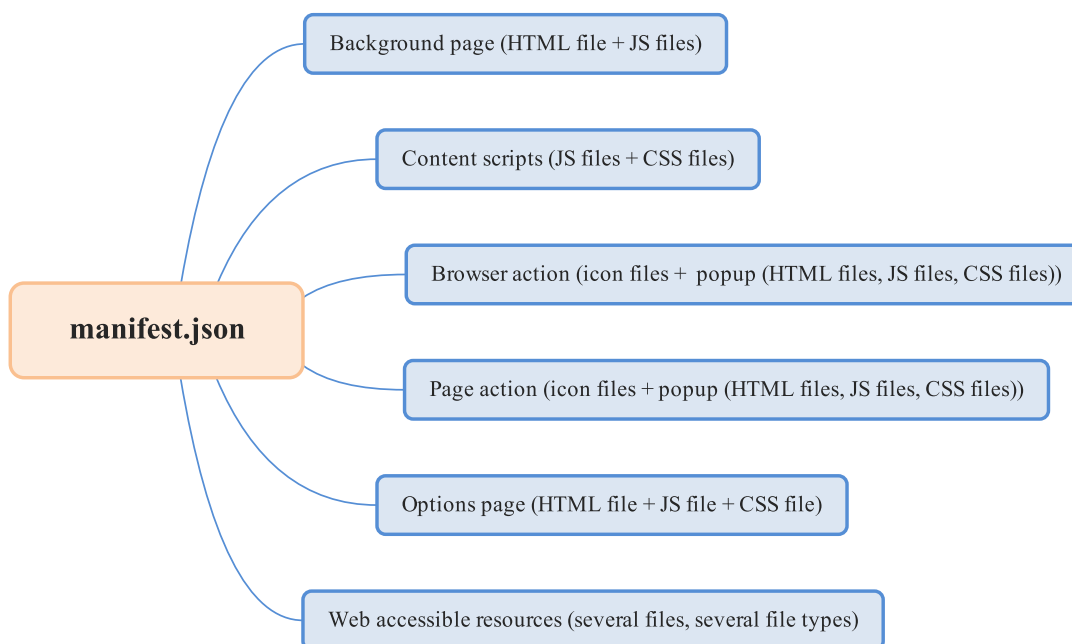 Background page (HTML file + JS files)
Content scripts (JS files + CSS files)
Browser action (icon files +  popup (HTML files, JS files, CSS files))
manifest.json
Page action (icon files + popup (HTML files, JS files, CSS files))
Options page (HTML file + JS file + CSS file)
Web accessible resources (several files, several file types)